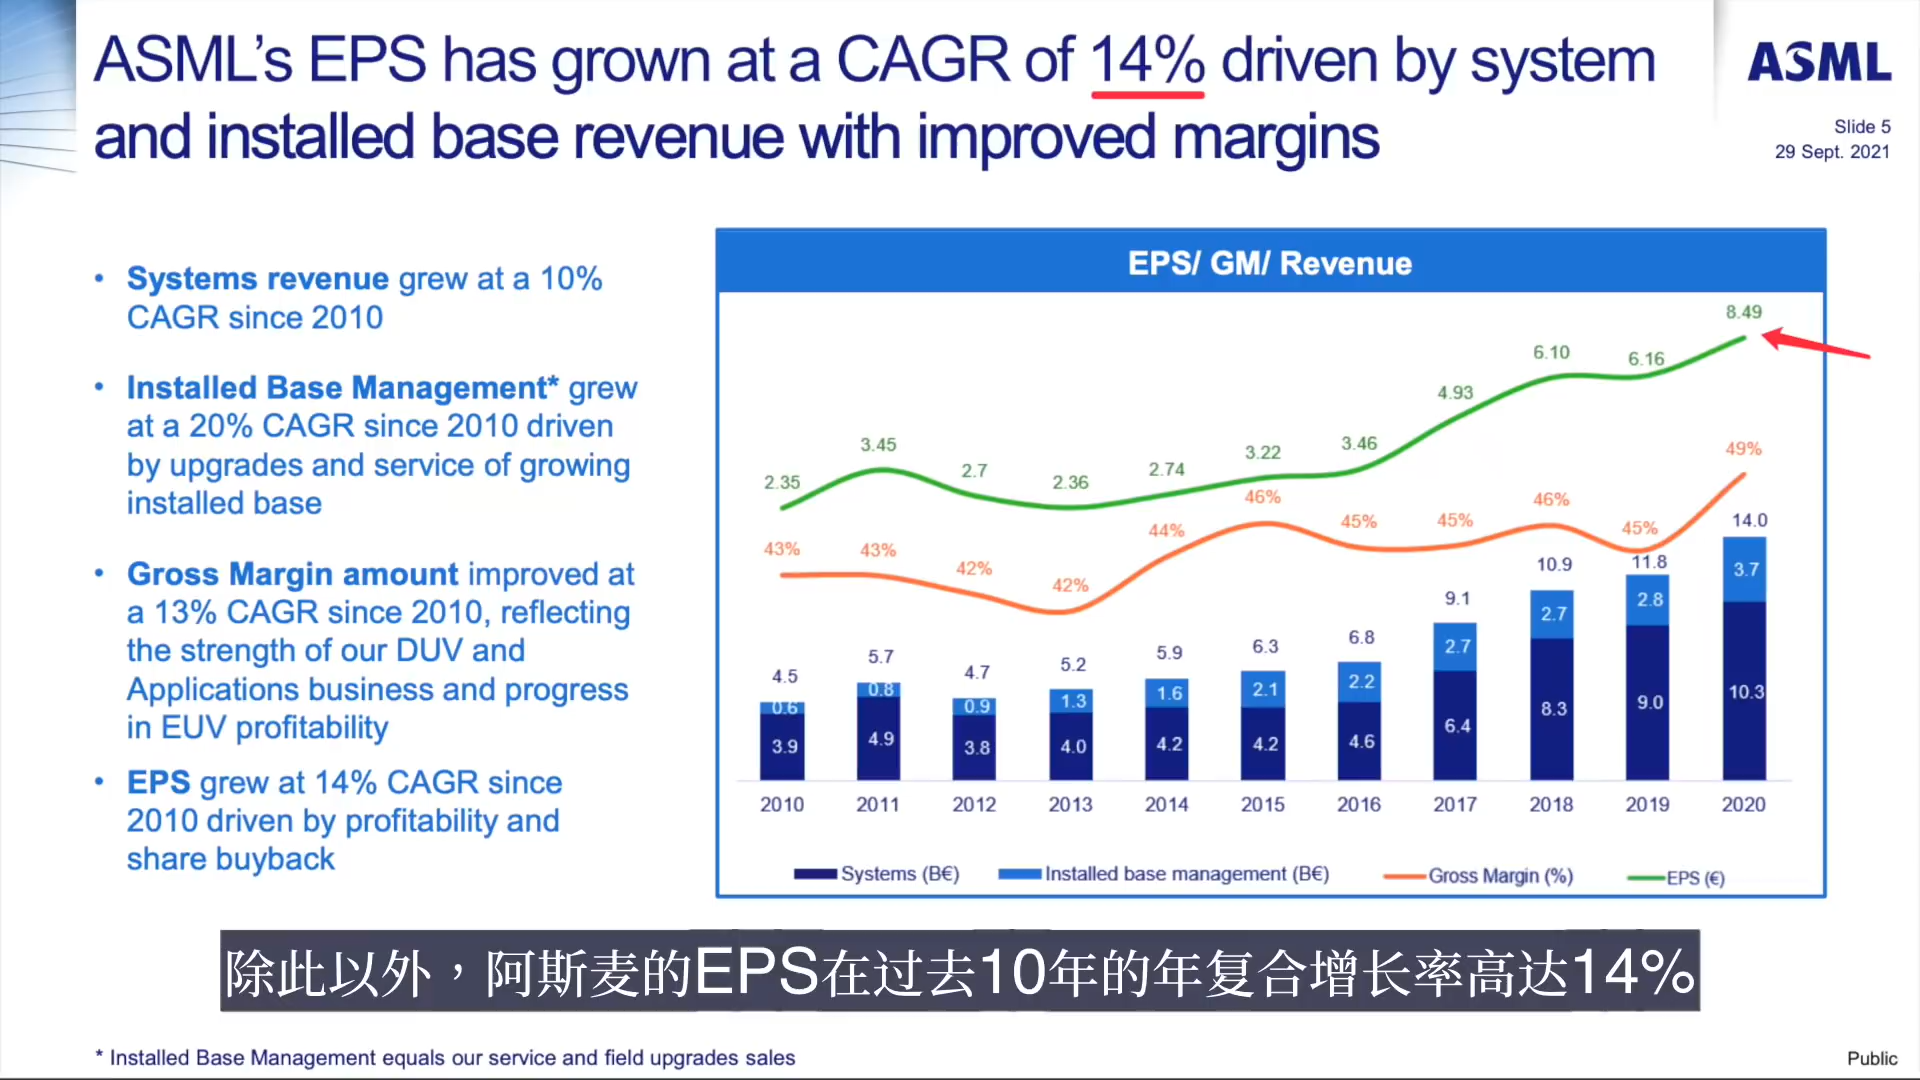 ASML's EPS has grown at a CAGR of 14% driven by system
and installed base revenue with improved margins
ASML
Slide 5
29 Sept. 2021
• Systems revenue grew at a 10%
CAGR since 2010
• Installed Base Management* grew
at a 20% CAGR since 2010 driven
by upgrades and service of growing
installed base
• Gross Margin amount improved at
a 13% CAGR since 2010, reflecting
the strength of our DUV and
Applications business and progress
in EUV profitability
• EPS grew at 14% CAGR since
2010 driven by profitability and
share buyback
EPS/ GM/ Revenue
2.35 3.45 2.7 2.36 2.74 3.22 3.46 4.93 6.10 6.16 8.49
43% 43% 42% 42% 44% 46% 45% 45% 46% 45% 49%
4.5 5.7 4.7 5.2 5.9 6.3 6.8 9.1 10.9 11.8 14.0
0.6 0.8 0.9 1.3 1.6 2.1 2.2 2.7 2.7 2.8 3.7
3.9 4.9 3.8 4.0 4.2 4.2 4.6 6.4 8.3 9.0 10.3
2010 2011 2012 2013 2014 2015 2016 2017 2018 2019 2020
Systems (B€) Installed base management (B€) Gross Margin (%) EPS (€)
除此以外，阿斯麦的EPS在过去10年的年复合增长率高达14%
* Installed Base Management equals our service and field upgrades sales
Public